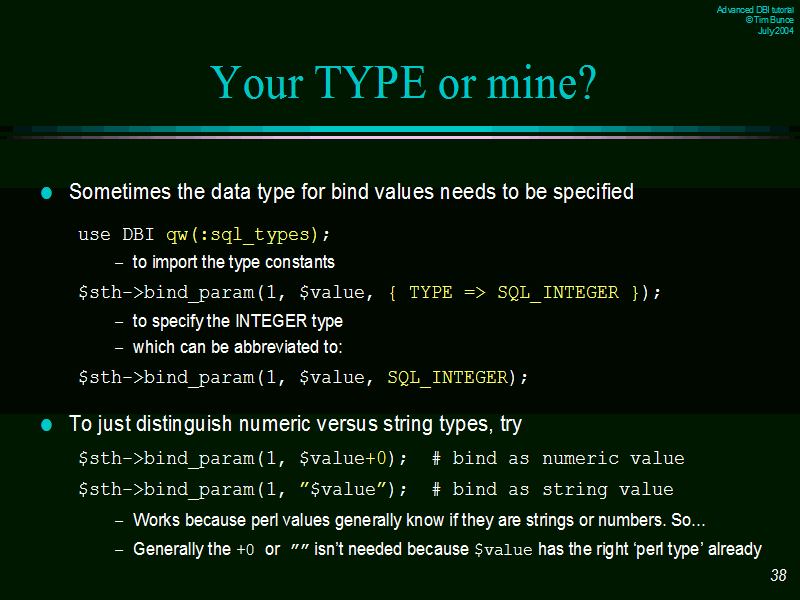 Advanced DBI tutorial
© Tim Bunce
July 2004
Your TYPE or mine?
Sometimes the data type for bind values needs to be specified
use DBI qw(:sql_types);
– to import the type constants
$sth->bind_param(1, $value, { TYPE => SQL_INTEGER });
– to specify the INTEGER type
– which can be abbreviated to:
$sth->bind_param(1, $value, SQL_INTEGER);
To just distinguish numeric versus string types, try
$sth->bind_param(1, $value+0); # bind as numeric value
$sth->bind_param(1, ”$value”); # bind as string value
– Works because perl values generally know if they are strings or numbers. So...
– Generally the +0 or ”” isn’t needed because $value has the right ‘perl type’ already
38